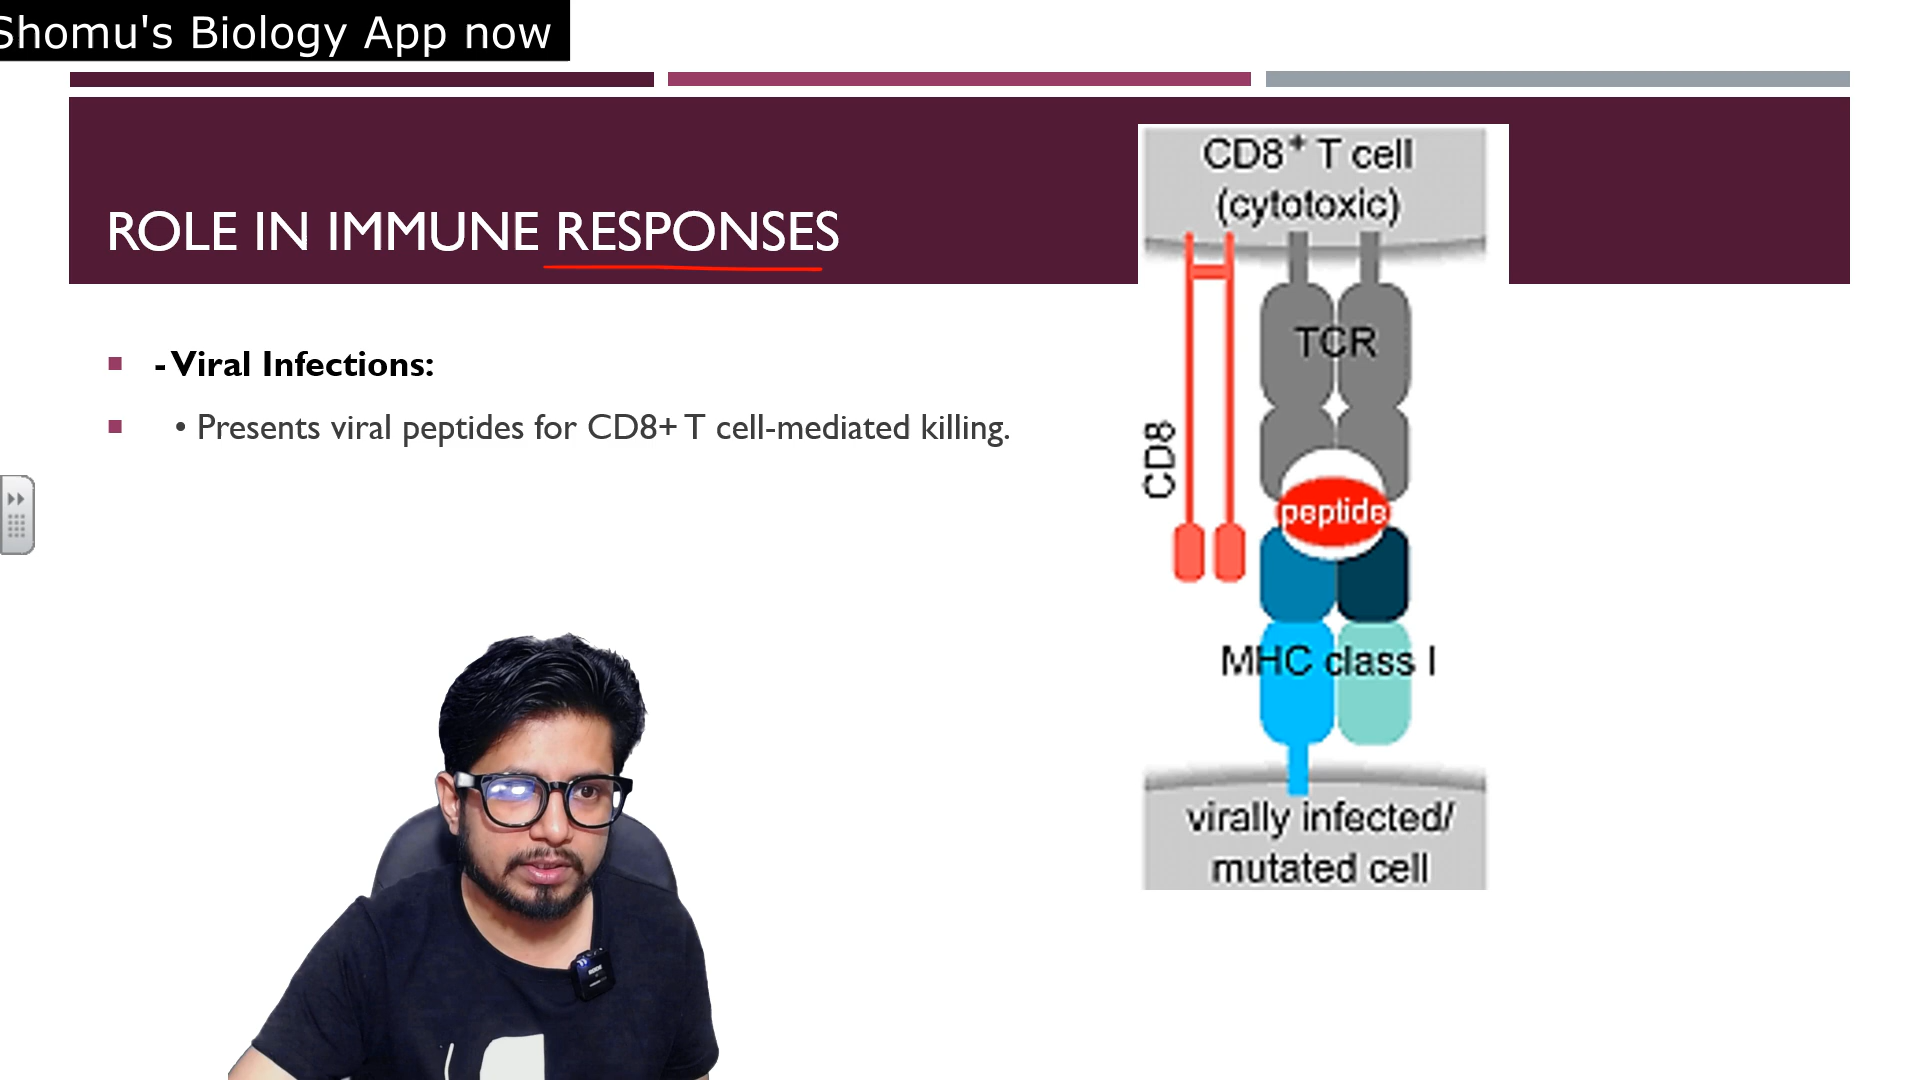 Shomu's Biology App now
ROLE IN IMMUNE RESPONSES
- Viral Infections:
• Presents viral peptides for CD8+ T cell-mediated killing.
CD8⁺ T cell
(cytotoxic)
TCR
CD8
peptide
MHC class I
virally infected/
mutated cell